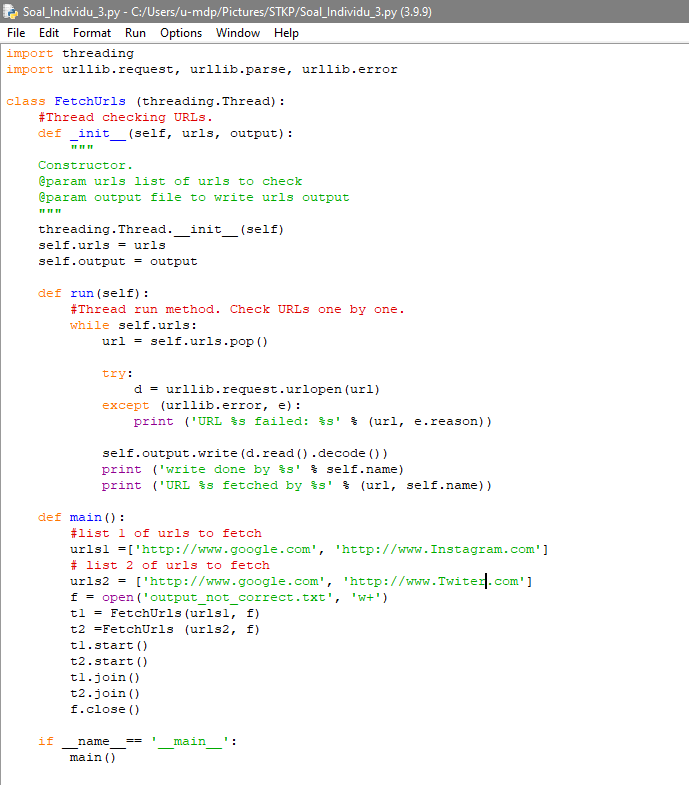 Soal_Individu_3.py - C:/Users/u-mdp/Pictures/STKP/Soal_Individu_3.py (3.9.9)
File Edit Format Run Options Window Help
import threading
import urllib.request, urllib.parse, urllib.error
class FetchUrls (threading.Thread):
    #Thread checking URLs.
    def _init__(self, urls, output):
        """
    Constructor.
    @param urls list of urls to check
    @param output file to write urls output
    """
    threading.Thread.__init__(self)
    self.urls = urls
    self.output = output
    def run(self):
        #Thread run method. Check URLs one by one.
        while self.urls:
            url = self.urls.pop()
            try:
                d = urllib.request.urlopen(url)
            except (urllib.error, e):
                print ('URL %s failed: %s' % (url, e.reason))
            self.output.write(d.read().decode())
            print ('write done by %s' % self.name)
            print ('URL %s fetched by %s' % (url, self.name))
    def main():
        #list 1 of urls to fetch
        urls1 =['http://www.google.com', 'http://www.Instagram.com']
        # list 2 of urls to fetch
        urls2 = ['http://www.google.com', 'http://www.Twiter.com']
        f = open('output_not_correct.txt', 'w+')
        t1 = FetchUrls(urls1, f)
        t2 =FetchUrls (urls2, f)
        t1.start()
        t2.start()
        t1.join()
        t2.join()
        f.close()
    if __name__== '__main__':
        main()